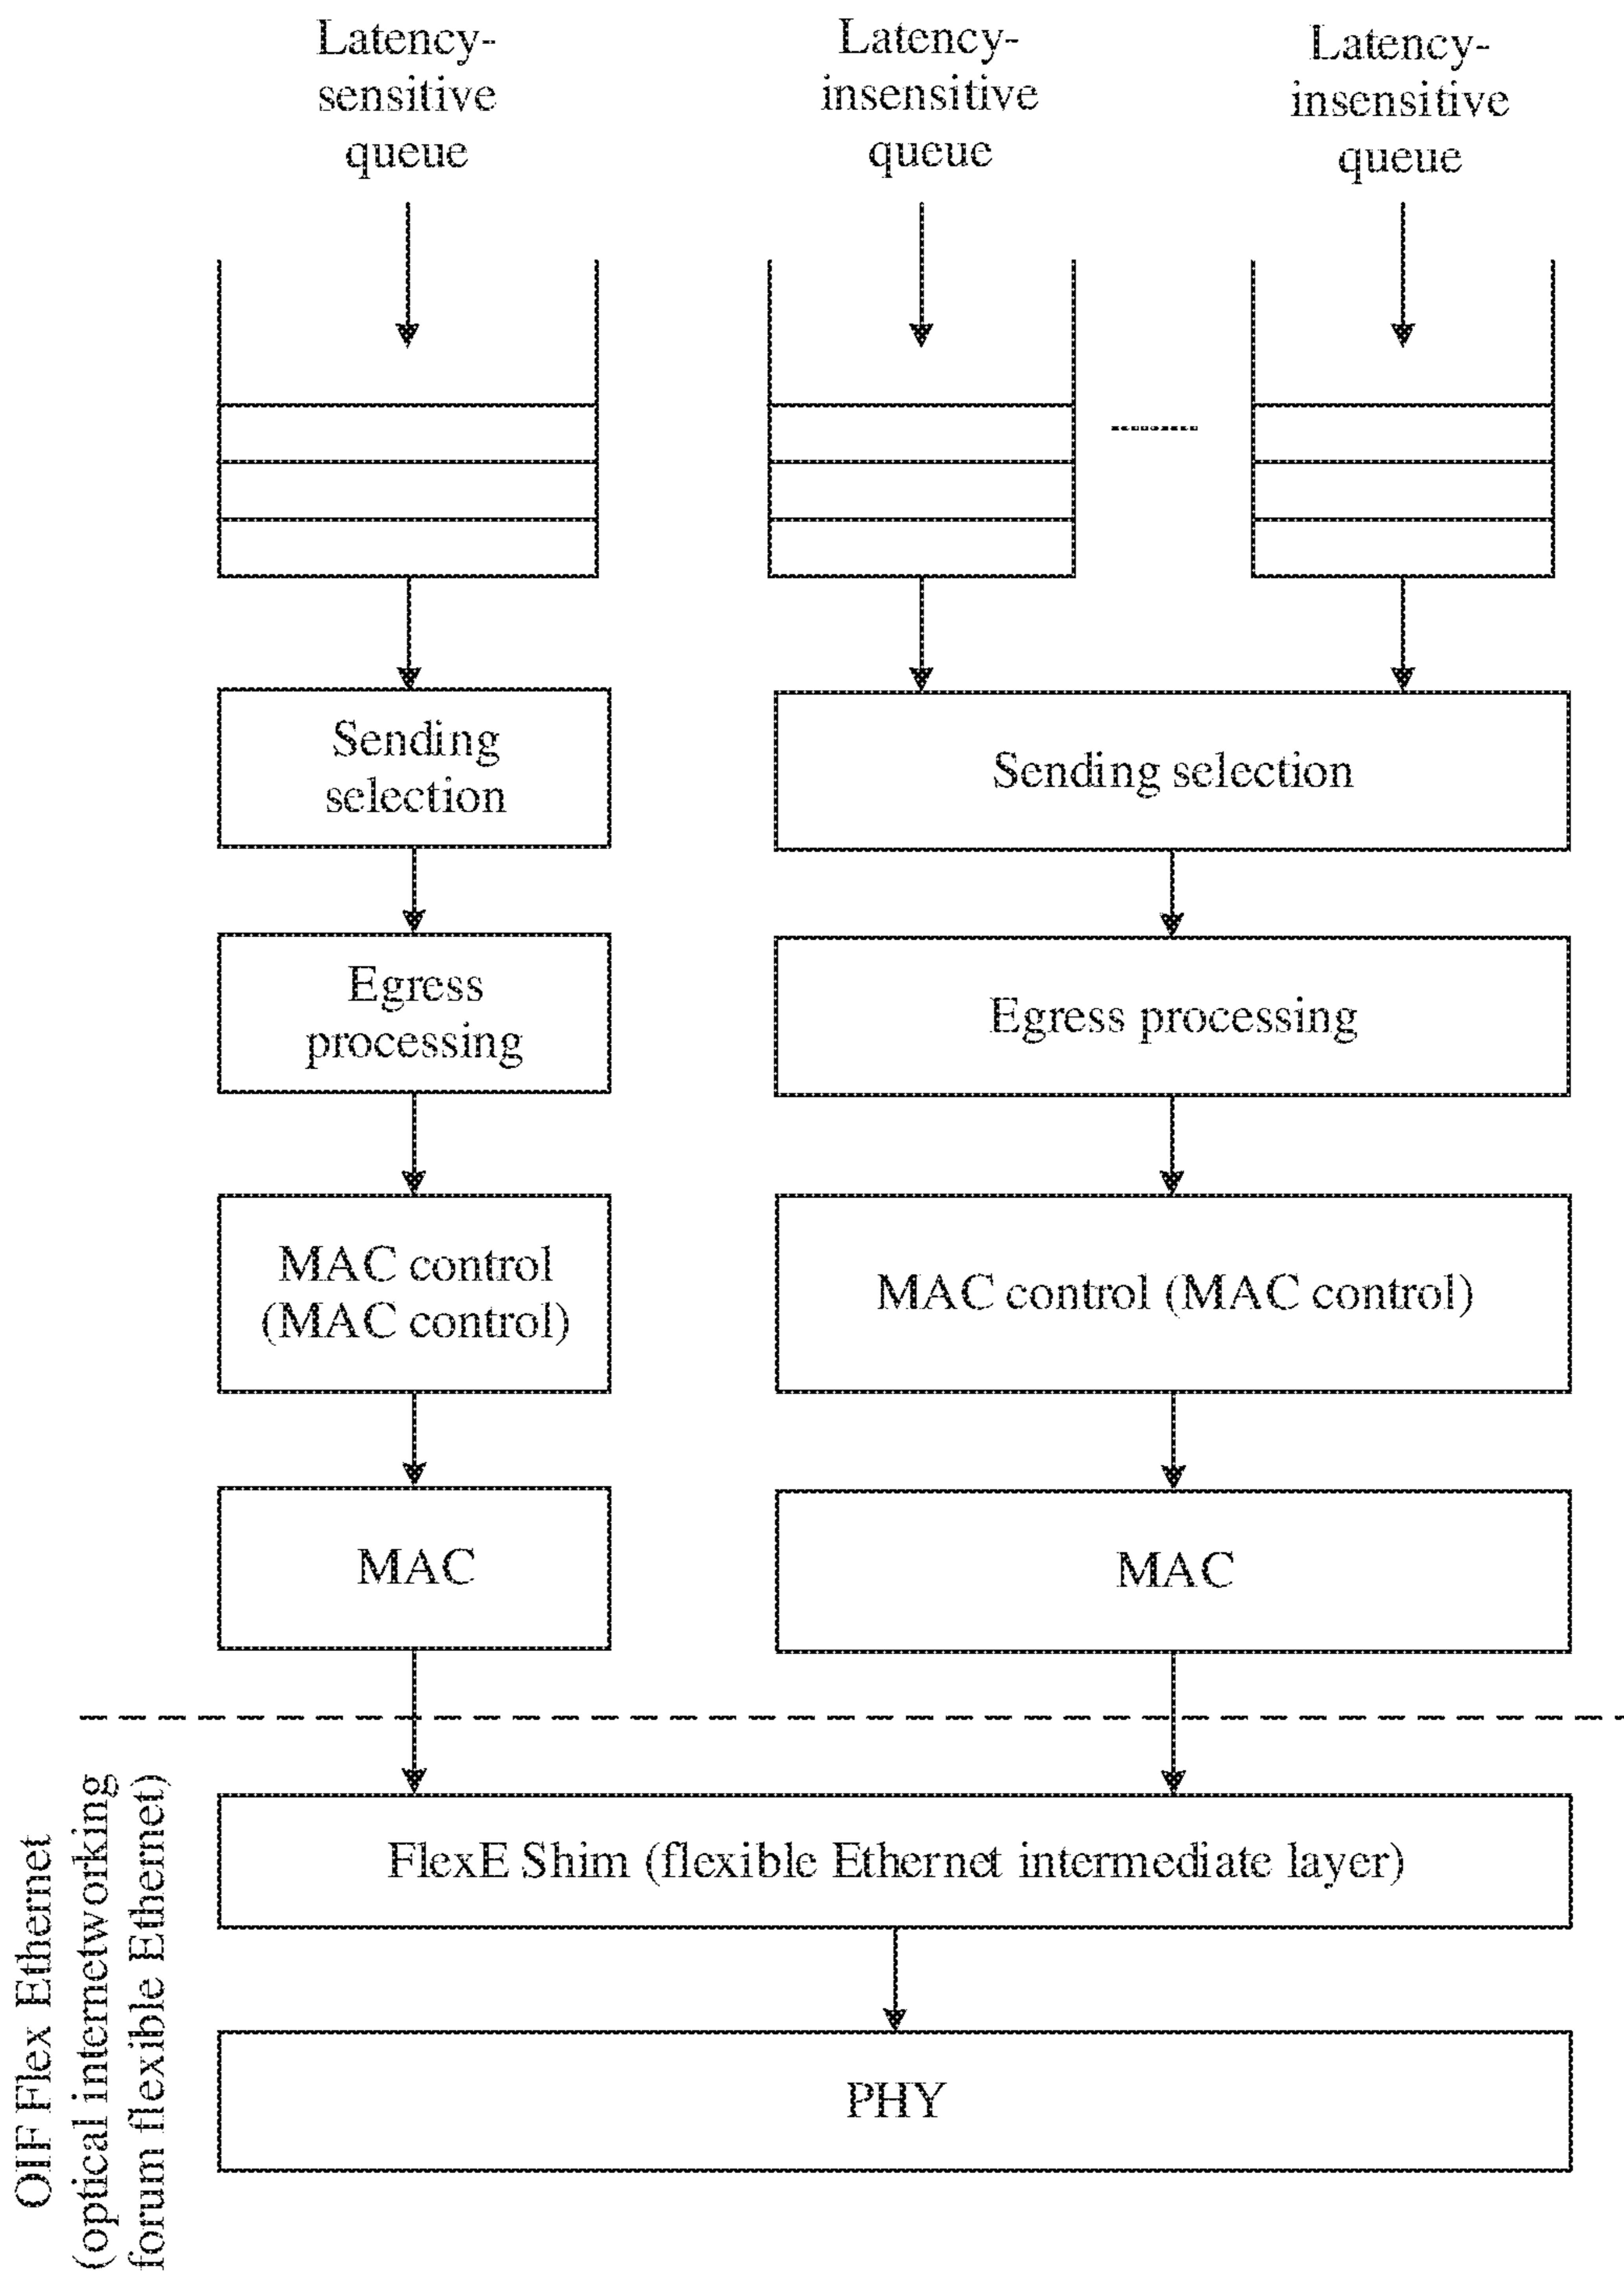 Latency-
sensitive
queue
Latency-
insensitive
queue
Latency-
insensitive
queue
Sending
selection
Sending selection
Egress
processing
Egress processing
MAC control
(MAC control)
MAC control (MAC control)
MAC
MAC
OIF Flex Ethernet
(optical internetworking
forum flexible Ethernet)
FlexE Shim (flexible Ethernet intermediate layer)
PHY